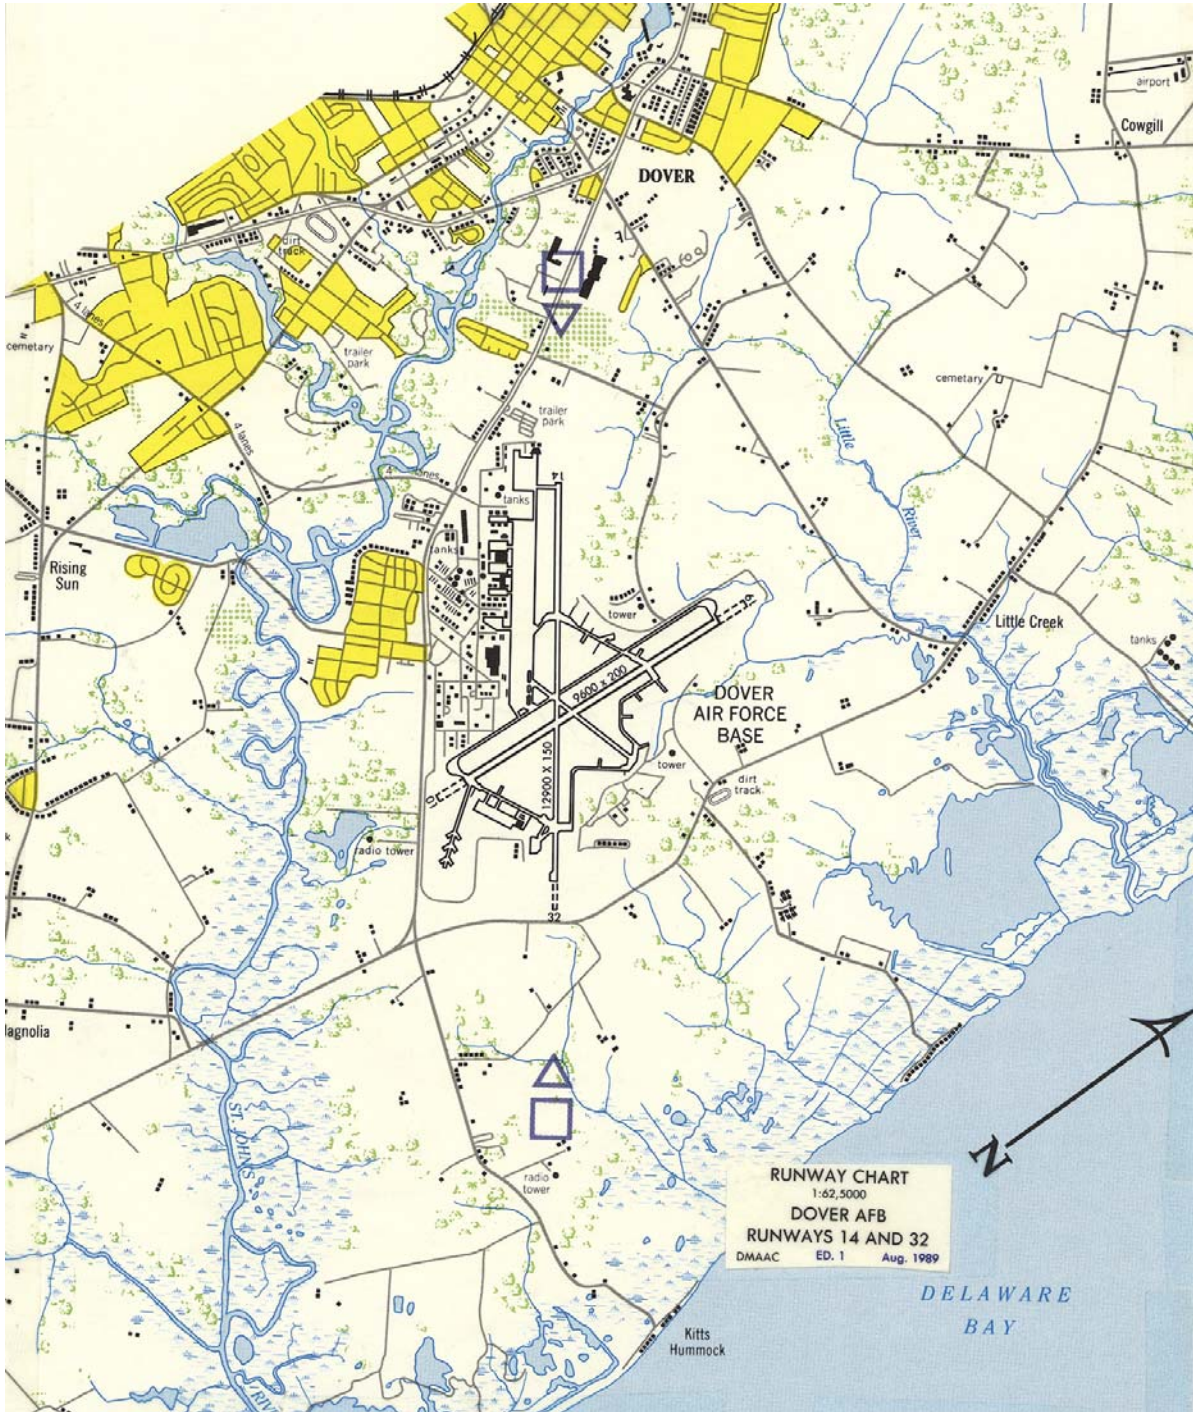 airport
Cowgill
DOVER
dirt
track
4 lanes
cemetary
trailer
park
cemetary
trailer
park
Little
River
4 lanes
4 lanes
14
tanks
tanks
Rising
Sun
tower
Little Creek
tanks
9600 x 200
DOVER
AIR FORCE
BASE
12900 X 150
tower
dirt
track
radio tower
32
lagnolia
ST. JOHNS
N
radio
tower
RUNWAY CHART
1:62,5000
DOVER AFB
RUNWAYS 14 AND 32
DMAAC ED. 1 Aug. 1989
DELAWARE
BAY
Kitts
Hummock
RIVE